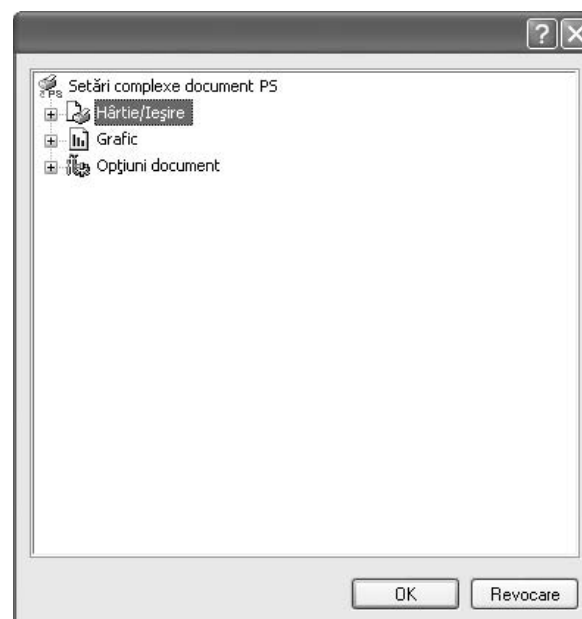 Setări complexe document PS
Hârtie/Ieşire
Grafic
Opţiuni document
OK
Revocare